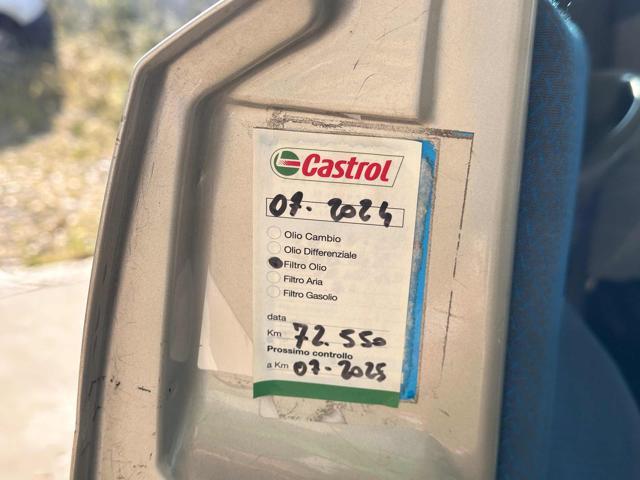 Castrol
07-2024
Olio Cambio
Olio Differenziale
Filtro Olio
Filtro Aria
Filtro Gasolio
data
Km 72.550
Prossimo controllo
a Km 07-2025